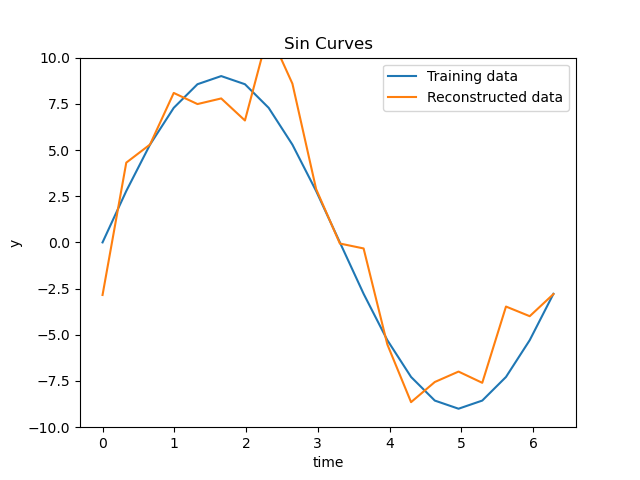 Sin Curves
Training data
Reconstructed data
10.0
7.5
5.0
2.5
0.0
−2.5
−5.0
−7.5
−10.0
y
0 1 2 3 4 5 6
time